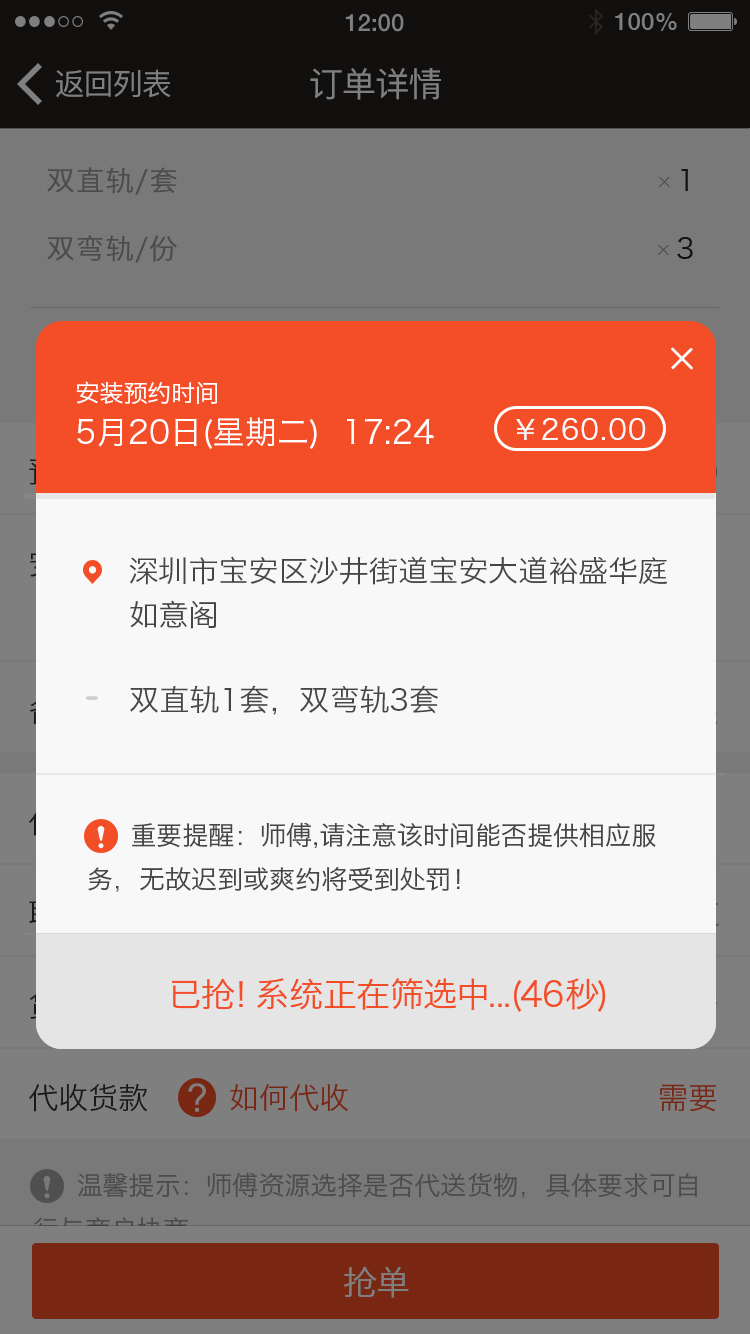 12:00
100%
返回列表
订单详情
双直轨/套
×1
双弯轨/份
×3
安装预约时间
5月20日(星期二) 17:24
￥260.00
深圳市宝安区沙井街道宝安大道裕盛华庭
如意阁
双直轨1套，双弯轨3套
重要提醒：师傅,请注意该时间能否提供相应服
务，无故迟到或爽约将受到处罚!
已抢! 系统正在筛选中...(46秒)
代收货款
如何代收
需要
温馨提示：师傅资源选择是否代送货物，具体要求可自
行与商户协商
抢单